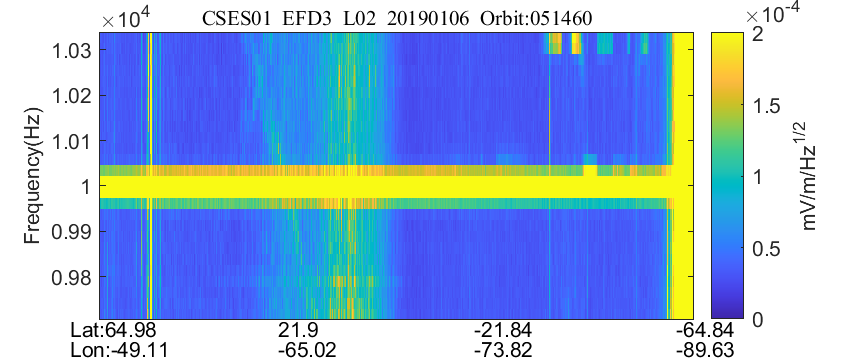 CSES01 EFD3 L02 20190106 Orbit:051460
×10⁴
×10⁻⁴
1.03
1.02
1.01
1
0.99
0.98
Frequency(Hz)
2
1.5
1
0.5
0
mV/m/Hz^1/2
Lat:64.98 21.9 -21.84 -64.84
Lon:-49.11 -65.02 -73.82 -89.63